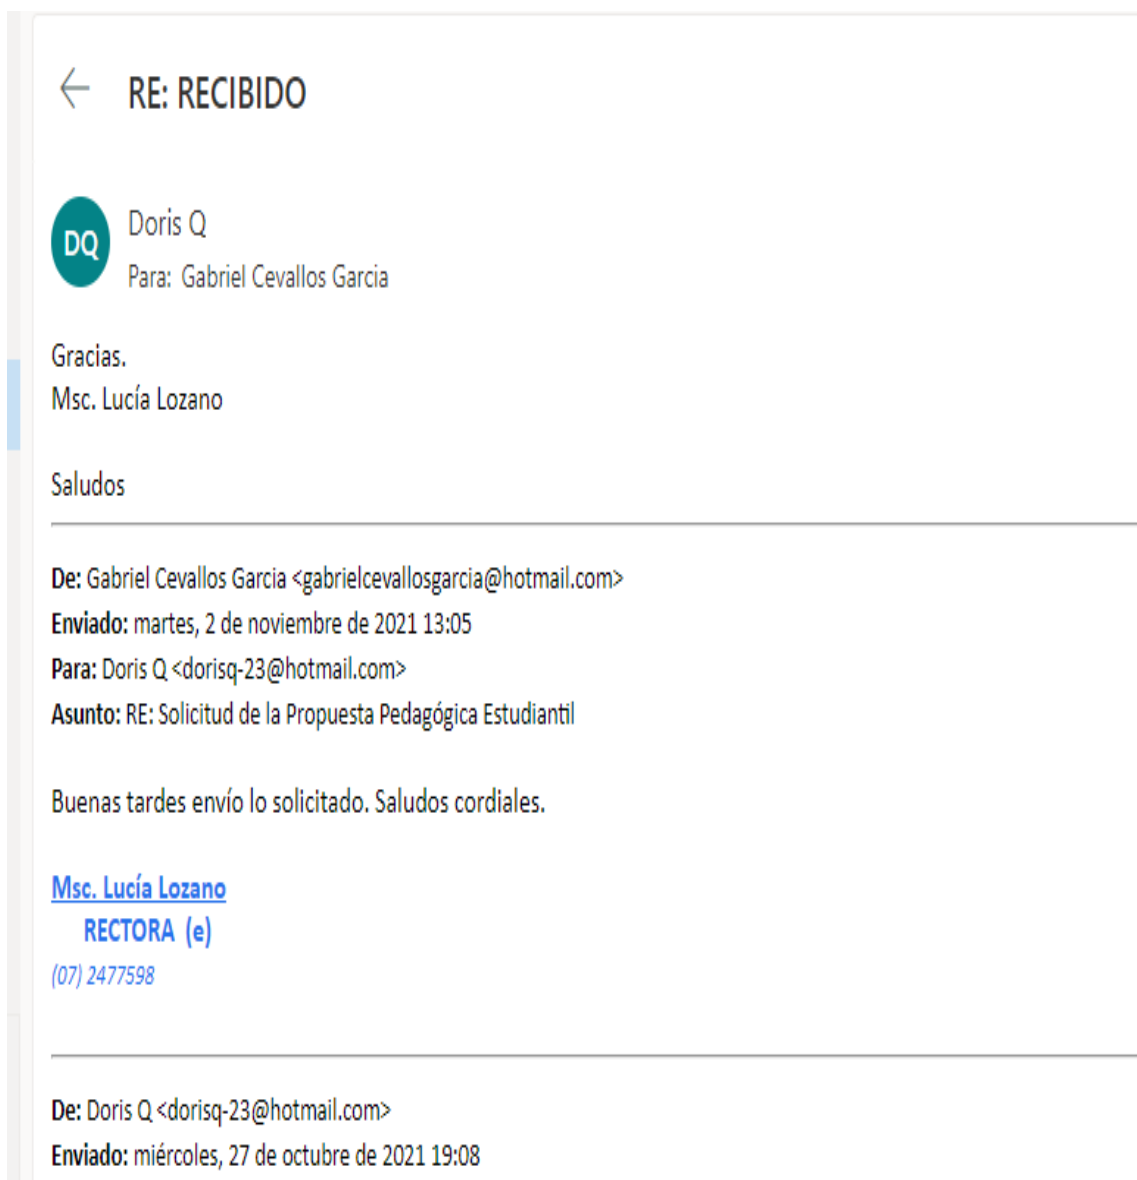 RE: RECIBIDO
DQ
Doris Q
Para: Gabriel Cevallos Garcia
Gracias.
Msc. Lucía Lozano
Saludos
De: Gabriel Cevallos Garcia <gabrielcevallosgarcia@hotmail.com>
Enviado: martes, 2 de noviembre de 2021 13:05
Para: Doris Q <dorisq-23@hotmail.com>
Asunto: RE: Solicitud de la Propuesta Pedagógica Estudiantil
Buenas tardes envío lo solicitado. Saludos cordiales.
Msc. Lucía Lozano
RECTORA (e)
(07) 2477598
De: Doris Q <dorisq-23@hotmail.com>
Enviado: miércoles, 27 de octubre de 2021 19:08